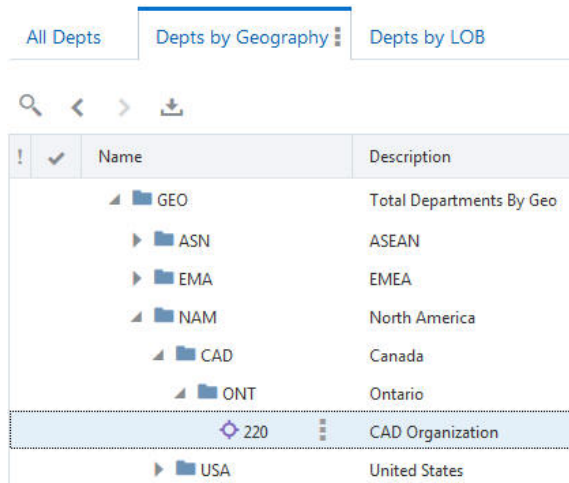 All Depts Depts by Geography Depts by LOB
! Name Description
GEO Total Departments By Geo
ASN ASEAN
EMA EMEA
NAM North America
CAD Canada
ONT Ontario
220 CAD Organization
USA United States